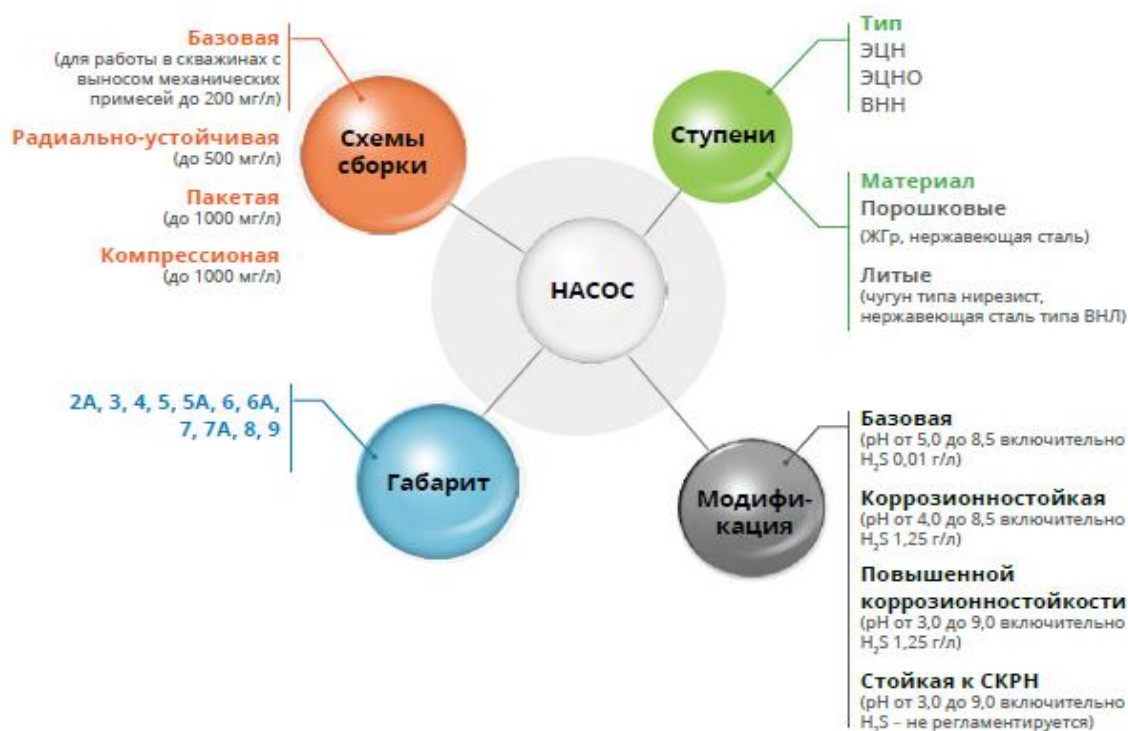 Базовая
(для работы в скважинах с
выносом механических
примесей до 200 мг/л)
Радиально-устойчивая
(до 500 мг/л)
Пакетая
(до 1000 мг/л)
Компрессионая
(до 1000 мг/л)
Схемы
сборки
Тип
ЭЦН
ЭЦНО
ВНН
Ступени
Материал
Порошковые
(ЖГр, нержавеющая сталь)
Литые
(чугун типа нирезист,
нержавеющая сталь типа ВНЛ)
НАСОС
2А, 3, 4, 5, 5А, 6, 6А,
7, 7А, 8, 9
Габарит
Модифи-
кация
Базовая
(pH от 5,0 до 8,5 включительно
H₂S 0,01 г/л)
Коррозионностойкая
(pH от 4,0 до 8,5 включительно
H₂S 1,25 г/л)
Повышенной
коррозионностойкости
(pH от 3,0 до 9,0 включительно
H₂S 1,25 г/л)
Стойкая к СКРН
(pH от 3,0 до 9,0 включительно
H₂S – не регламентируется)